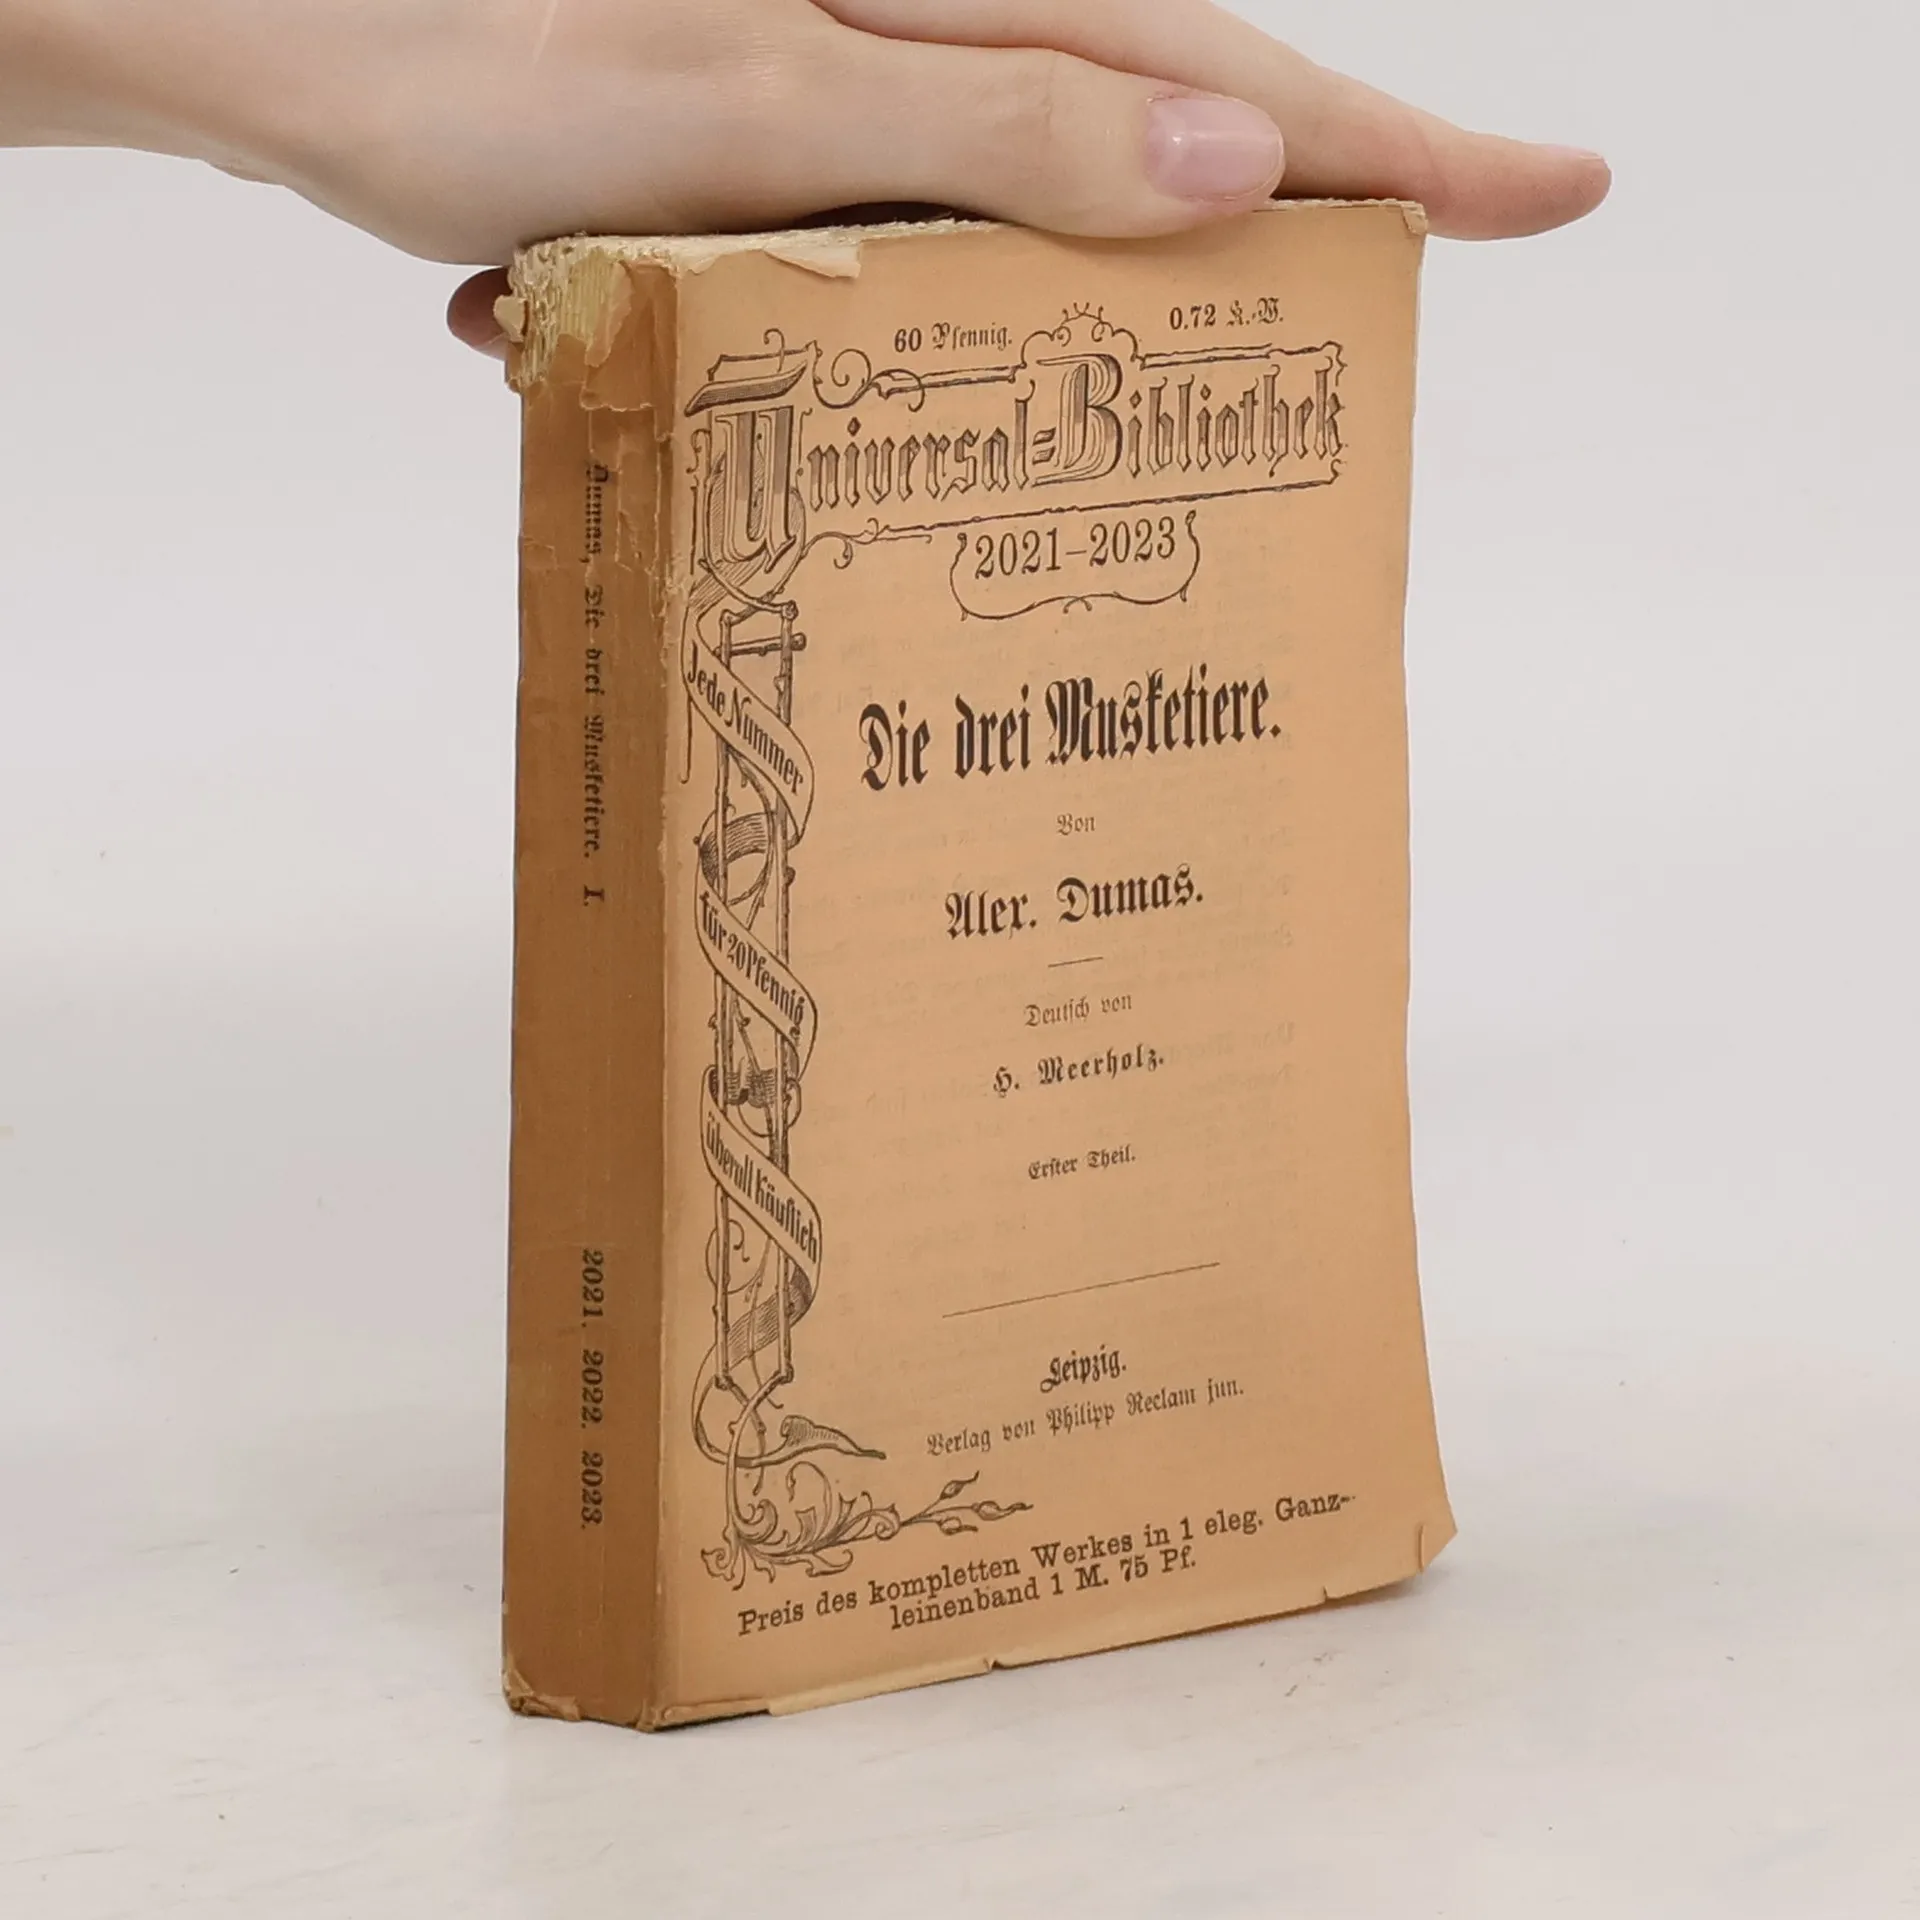 60 Pfennig.
0.72 K.-W.
Universal-Bibliothek
2021–2023
Jede Nummer
für 20 Pfennig
überall käuflich
Die drei Musketiere.
Von
Alex. Dumas.
Deutsch von
H. Meerholz.
Erster Theil.
Leipzig.
Verlag von Philipp Reclam jun.
Preis des kompletten Werkes in 1 eleg. Ganz-
leinenband 1 M. 75 Pf.
Dumas, Die drei Musketiere. I.
2021. 2022. 2023.